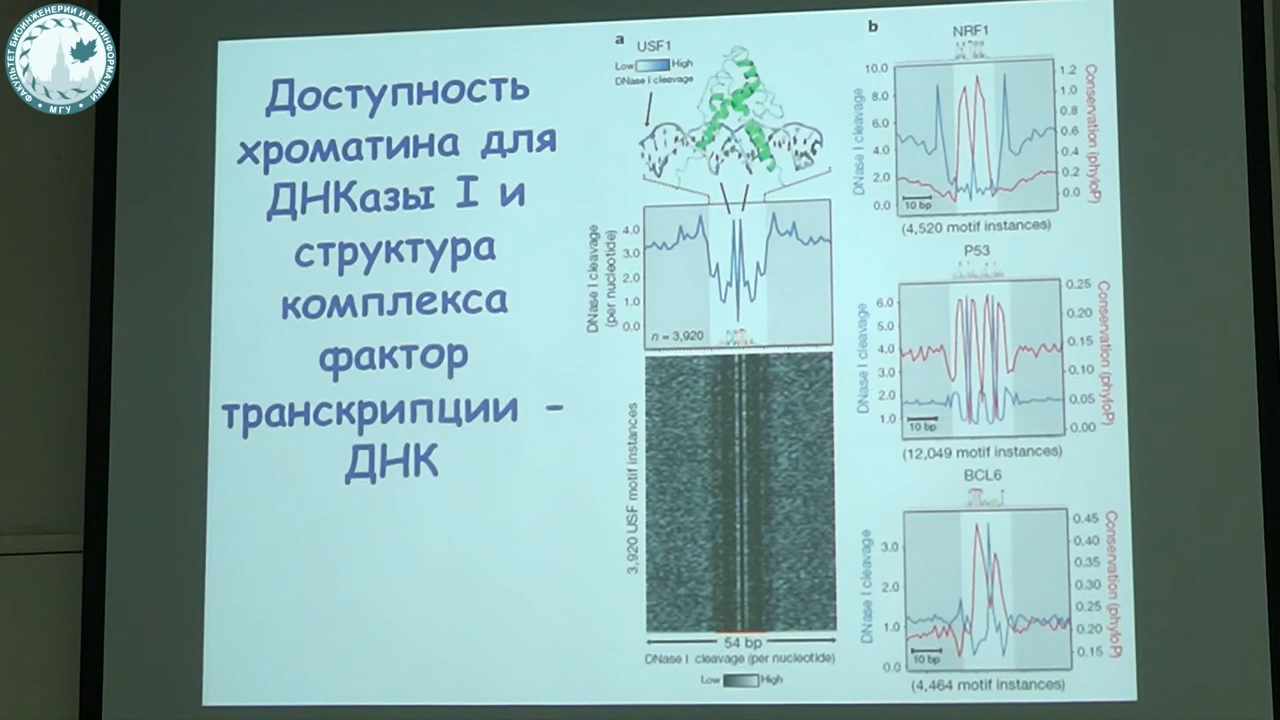 ФАКУЛЬТЕТ БИОИНЖЕНЕРИИ И БИОИНФОРМАТИКИ
МГУ
Доступность
хроматина для
ДНКазы I и
структура
комплекса
фактор
транскрипции -
ДНК
a
USF1
Low High
DNase I cleavage
DNase I cleavage
(per nucleotide)
4.0
3.0
2.0
1.0
0.0
n = 3,920
3,920 USF motif instances
54 bp
DNase I cleavage (per nucleotide)
Low High
b
NRF1
DNase I cleavage
10.0
8.0
6.0
4.0
2.0
0.0
1.2
1.0
0.8
0.6
0.4
0.2
0.0
Conservation (phyloP)
10 bp
(4,520 motif instances)
P53
DNase I cleavage
6.0
5.0
4.0
3.0
2.0
1.0
0.25
0.20
0.15
0.10
0.05
0.00
Conservation (phyloP)
10 bp
(12,049 motif instances)
BCL6
DNase I cleavage
3.0
2.0
1.0
0.0
0.45
0.40
0.35
0.30
0.25
0.20
0.15
Conservation (phyloP)
10 bp
(4,464 motif instances)